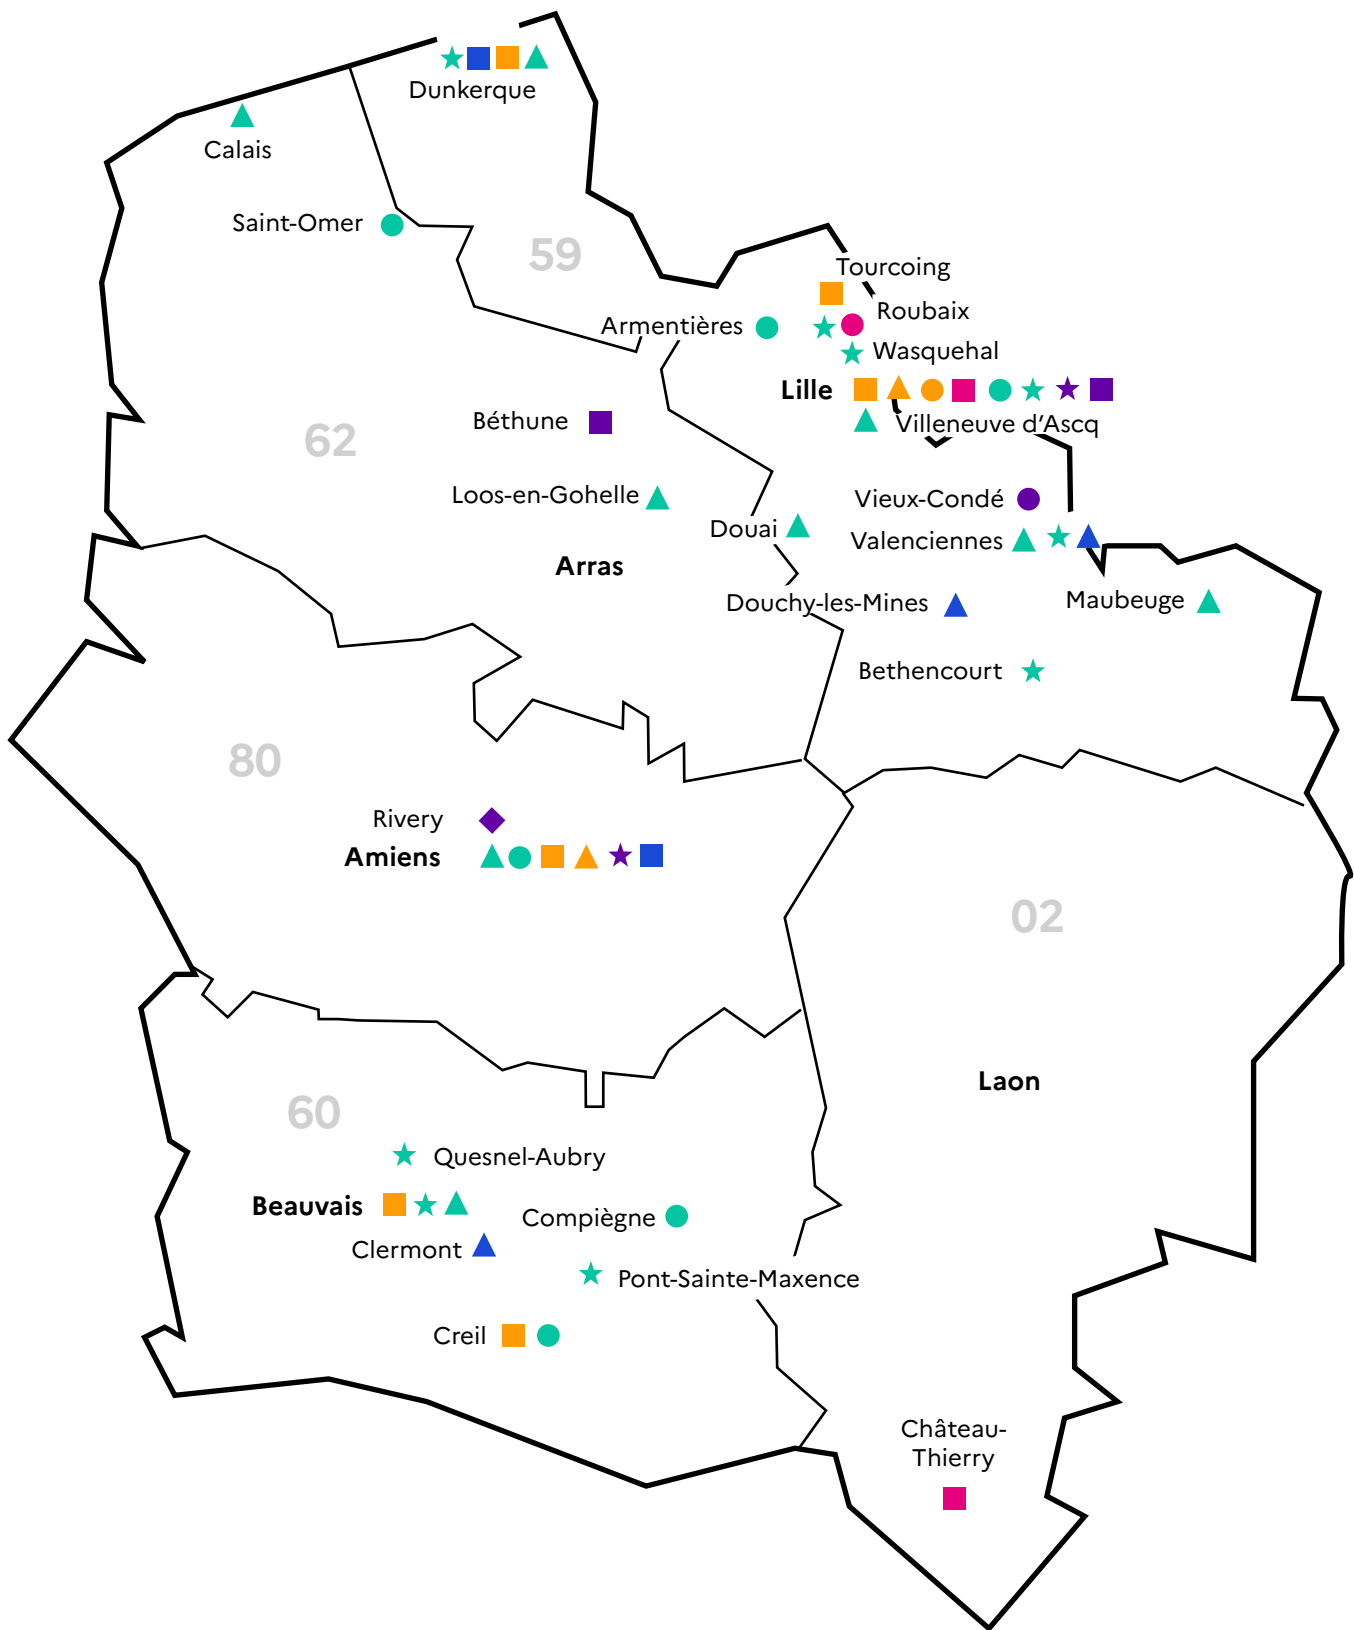 Dunkerque
Calais
Saint-Omer
59
Tourcoing
Roubaix
Armentières
Wasquehal
Lille
Villeneuve d'Ascq
Béthune
62
Loos-en-Gohelle
Vieux-Condé
Douai
Valenciennes
Arras
Douchy-les-Mines
Maubeuge
Bethencourt
80
Rivery
Amiens
02
Laon
60
Quesnel-Aubry
Beauvais
Compiègne
Clermont
Pont-Sainte-Maxence
Creil
Château-
Thierry